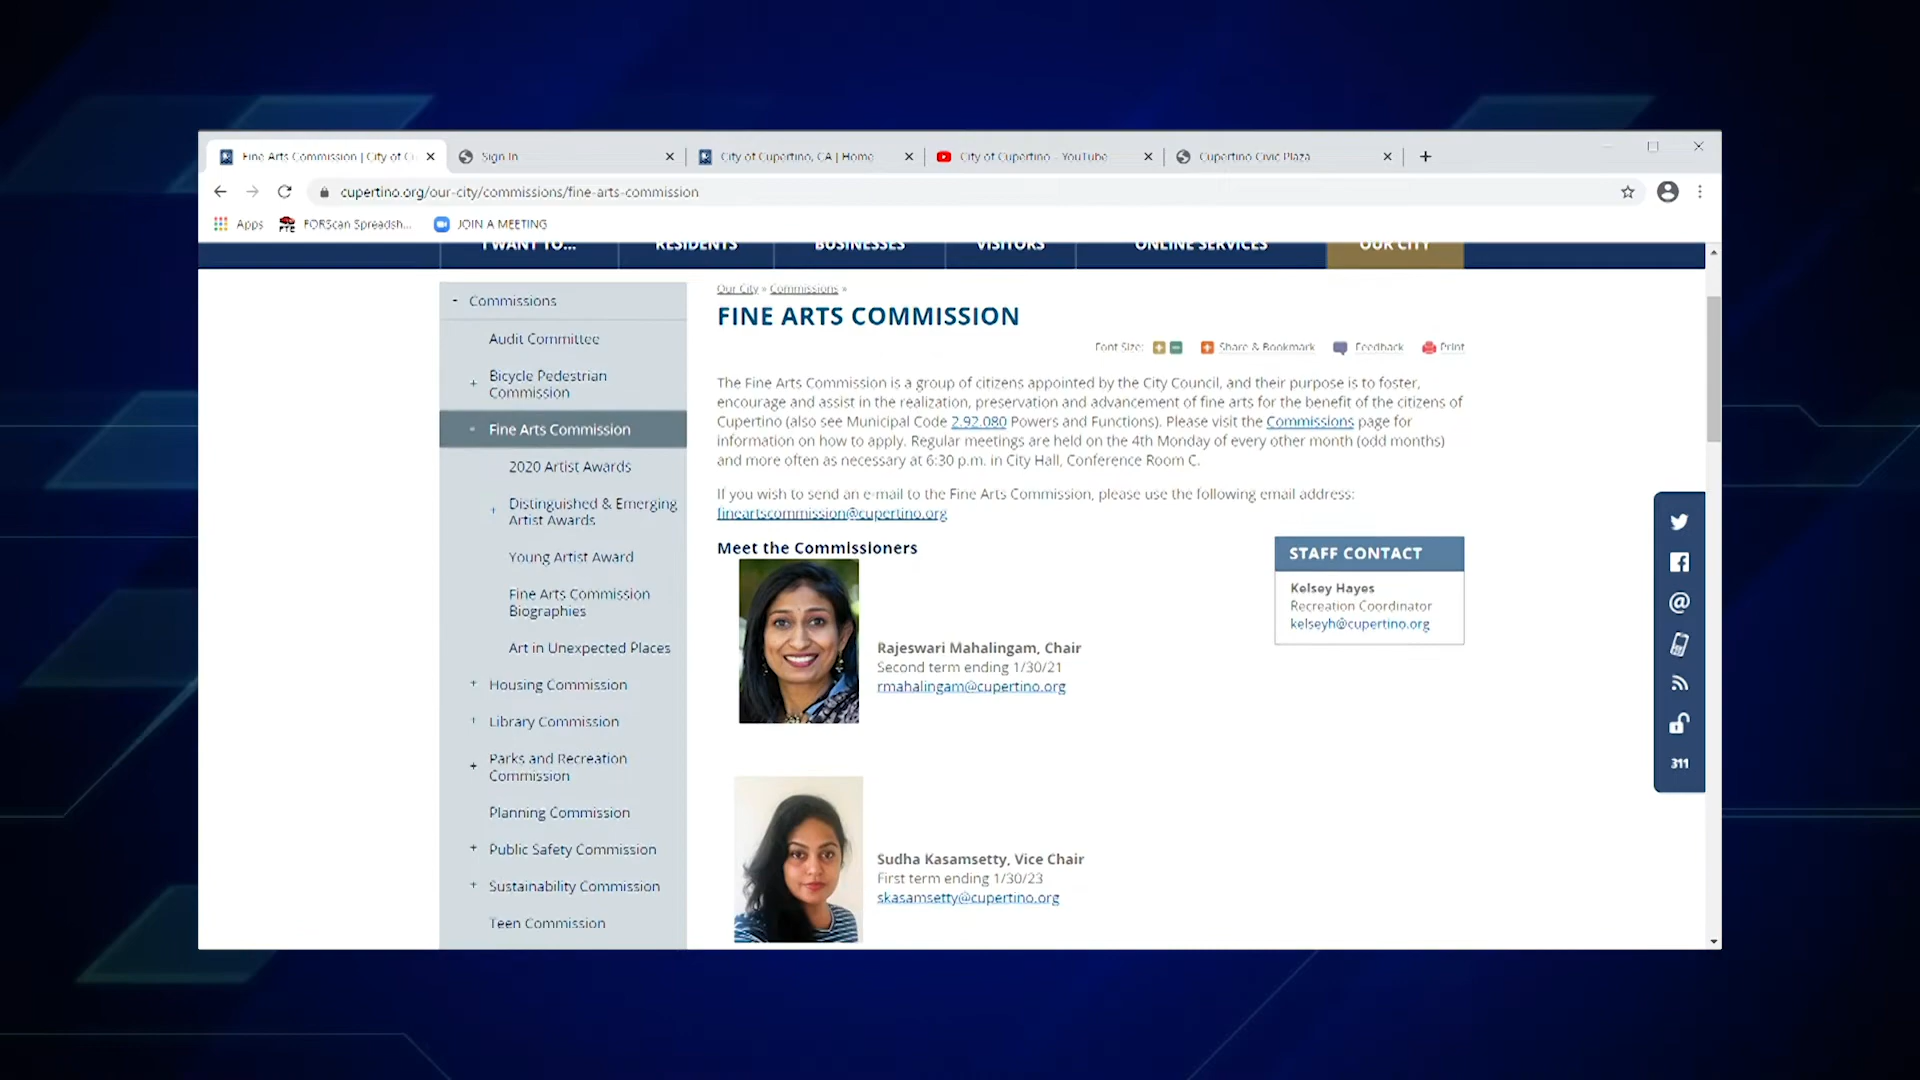 Fine Arts Commission | City of Cu
Sign In
City of Cupertino, CA | Home
City of Cupertino - YouTube
Cupertino Civic Plaza
cupertino.org/our-city/commissions/fine-arts-commission
Apps
FORScan Spreadsh...
JOIN A MEETING
I WANT TO...
RESIDENTS
BUSINESSES
VISITORS
ONLINE SERVICES
OUR CITY
- Commissions
Audit Committee
+ Bicycle Pedestrian
Commission
- Fine Arts Commission
2020 Artist Awards
+ Distinguished & Emerging
Artist Awards
Young Artist Award
Fine Arts Commission
Biographies
Art in Unexpected Places
+ Housing Commission
+ Library Commission
+ Parks and Recreation
Commission
Planning Commission
+ Public Safety Commission
+ Sustainability Commission
Teen Commission
Our City » Commissions »
FINE ARTS COMMISSION
Font Size: + - Share & Bookmark Feedback Print
The Fine Arts Commission is a group of citizens appointed by the City Council, and their purpose is to foster,
encourage and assist in the realization, preservation and advancement of fine arts for the benefit of the citizens of
Cupertino (also see Municipal Code 2.92.080 Powers and Functions). Please visit the Commissions page for
information on how to apply. Regular meetings are held on the 4th Monday of every other month (odd months)
and more often as necessary at 6:30 p.m. in City Hall, Conference Room C.
If you wish to send an e-mail to the Fine Arts Commission, please use the following email address:
fineartscommission@cupertino.org
Meet the Commissioners
Rajeswari Mahalingam, Chair
Second term ending 1/30/21
rmahalingam@cupertino.org
Sudha Kasamsetty, Vice Chair
First term ending 1/30/23
skasamsetty@cupertino.org
STAFF CONTACT
Kelsey Hayes
Recreation Coordinator
kelseyh@cupertino.org
311